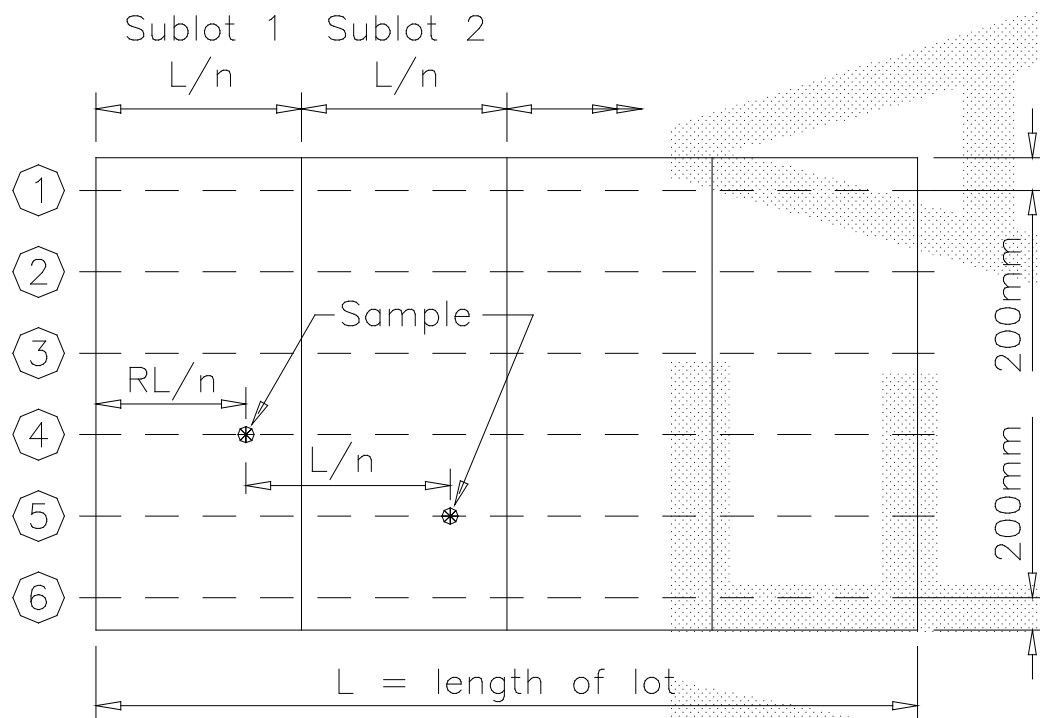 Sublot 1 Sublot 2
L/n L/n
1
2
3
4
5
6
Sample
RL/n
L/n
200mm
200mm
L = length of lot